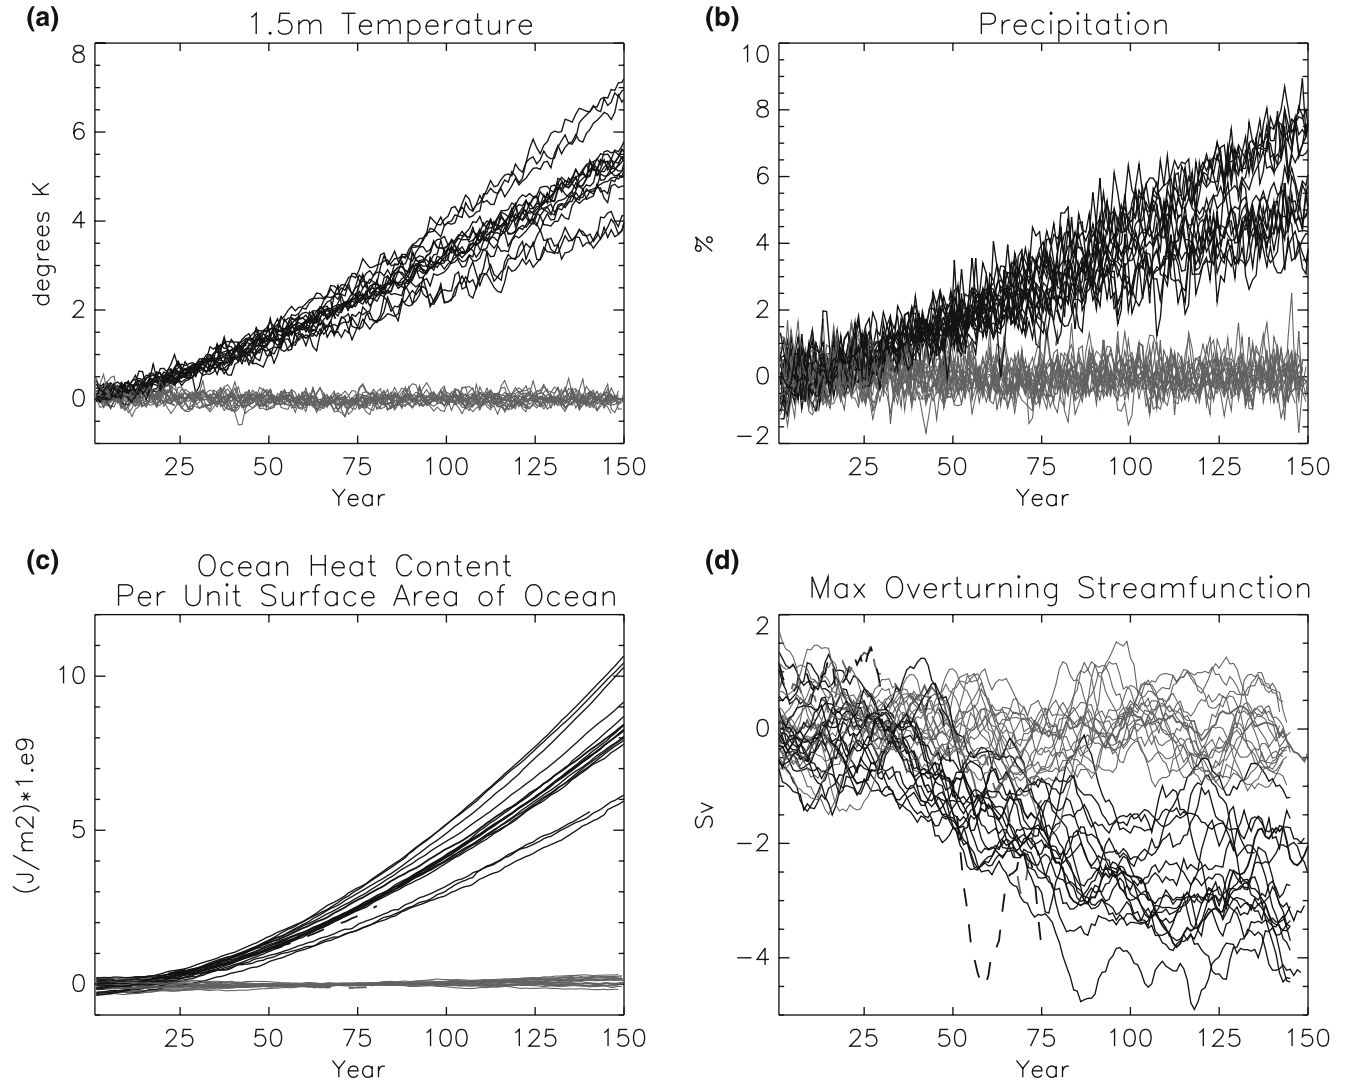 (a) 1.5m Temperature
8
6
4
2
0
degrees K
25 50 75 100 125 150
Year
(b) Precipitation
10
8
6
4
2
0
−2
%
25 50 75 100 125 150
Year
(c) Ocean Heat Content
Per Unit Surface Area of Ocean
10
5
0
(J/m2)*1.e9
25 50 75 100 125 150
Year
(d) Max Overturning Streamfunction
2
0
−2
−4
Sv
25 50 75 100 125 150
Year